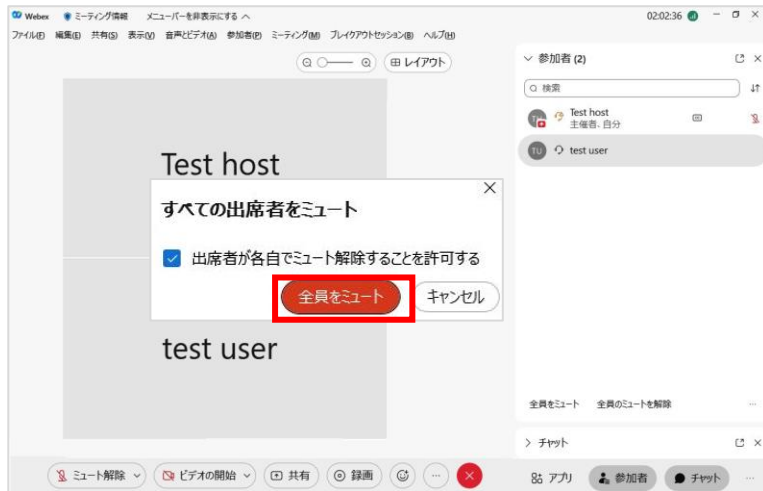 Webex ミーティング情報 メニューバーを非表示にする 02:02:36
ファイル(F) 編集(E) 共有(S) 表示(V) 音声とビデオ(A) 参加者(P) ミーティング(M) ブレイクアウトセッション(B) ヘルプ(H)
レイアウト
参加者 (2)
検索
TH Test host
主催者、自分
TU test user
Test host
すべての出席者をミュート
出席者が各自でミュート解除することを許可する
全員をミュート キャンセル
test user
全員をミュート 全員のミュートを解除 ...
チャット
ミュート解除 ビデオの開始 共有 録画 ... アプリ 参加者 チャット ...